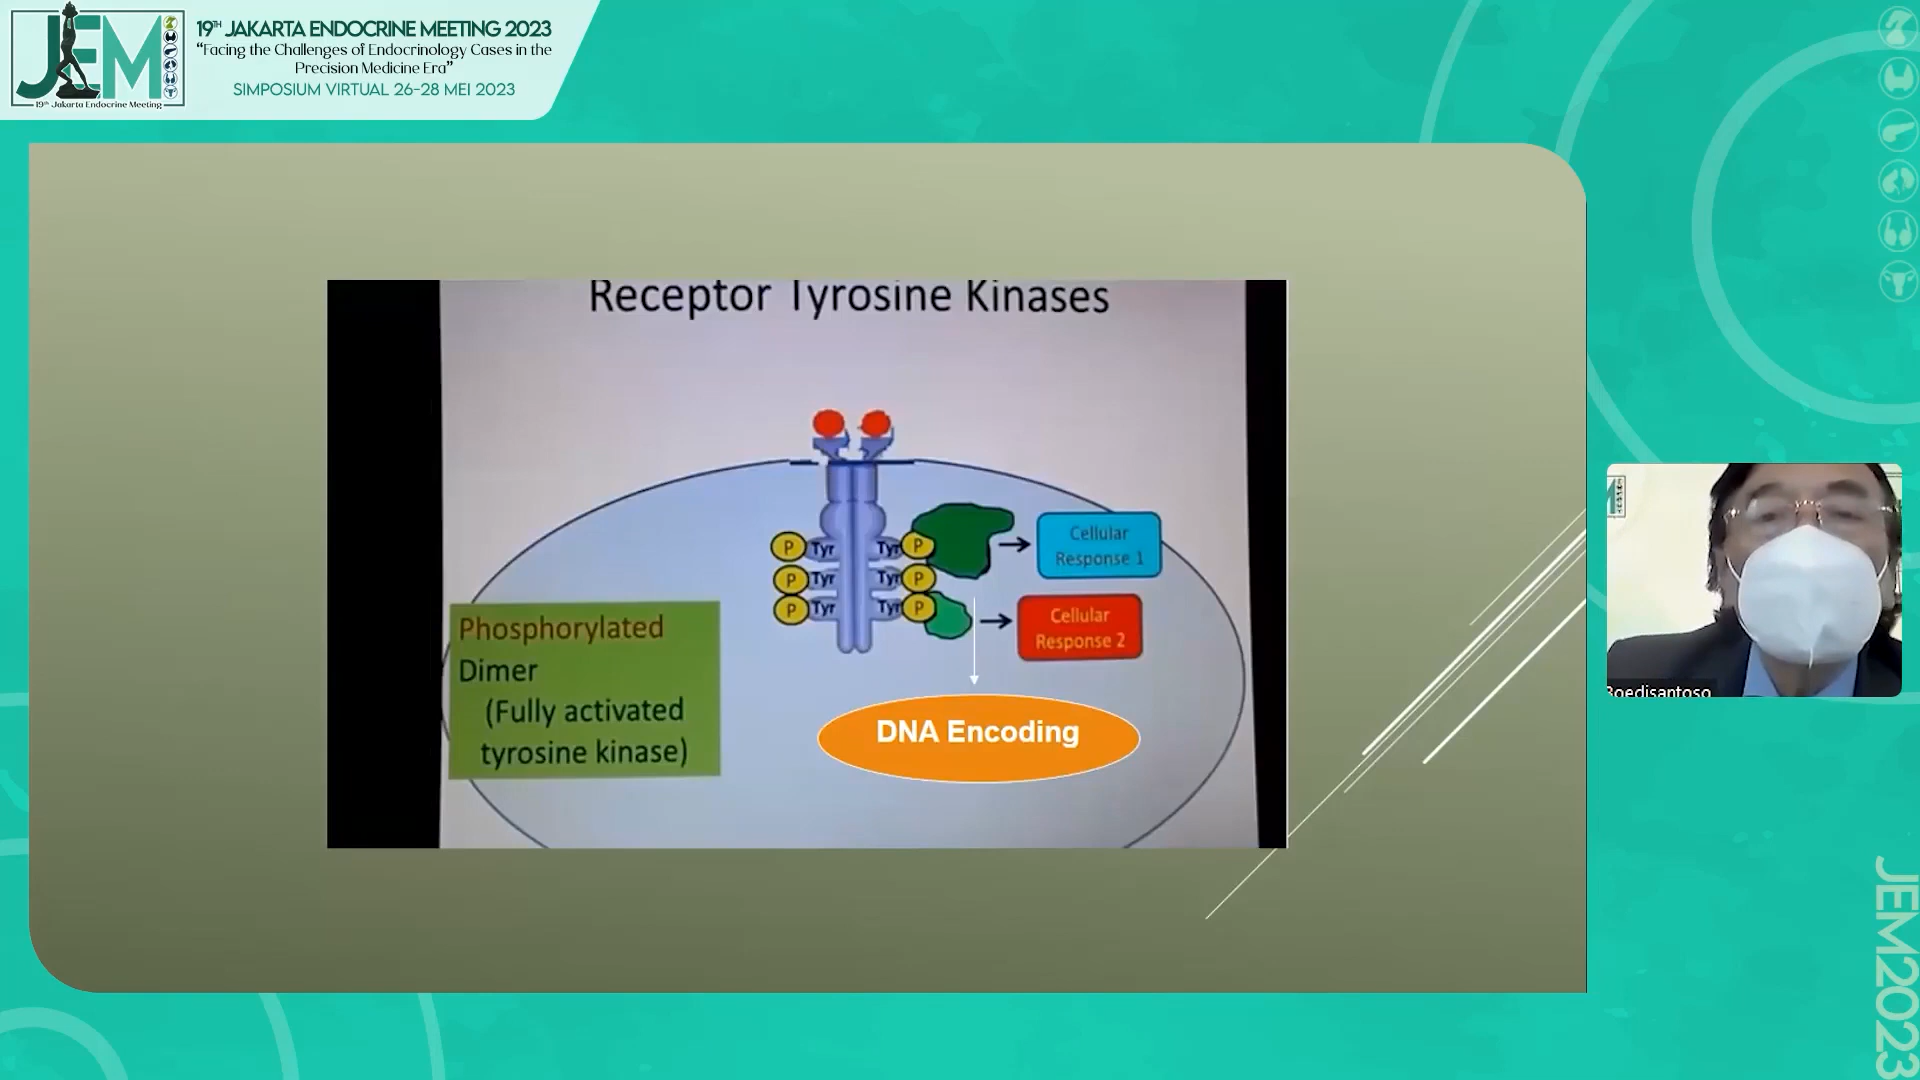 JEM
19th Jakarta Endocrine Meeting
19TH JAKARTA ENDOCRINE MEETING 2023
“Facing the Challenges of Endocrinology Cases in the
Precision Medicine Era”
SIMPOSIUM VIRTUAL 26-28 MEI 2023
Receptor Tyrosine Kinases
P Tyr Tyr P
P Tyr Tyr P
P Tyr Tyr P
Cellular
Response 1
Cellular
Response 2
Phosphorylated
Dimer
(Fully activated
tyrosine kinase)
DNA Encoding
Boedisantoso
JEM2023